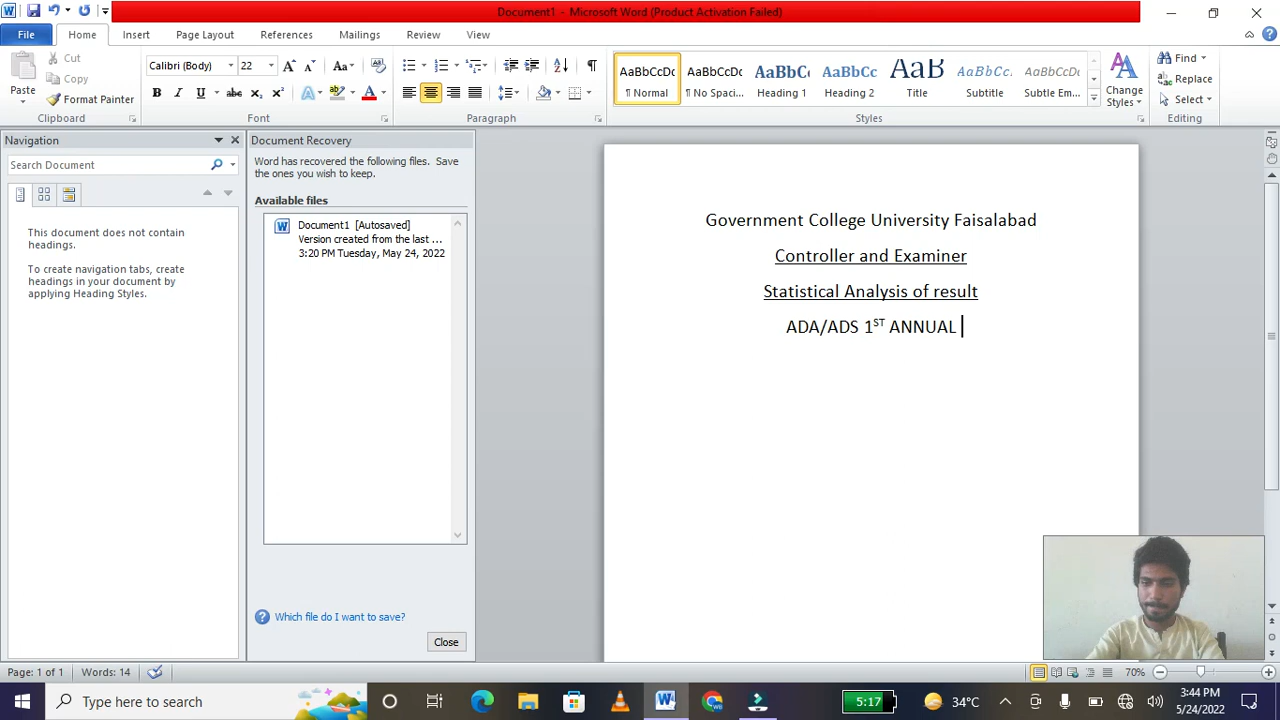 Document1 - Microsoft Word (Product Activation Failed)
File Home Insert Page Layout References Mailings Review View
Cut
Copy
Format Painter
Paste
Clipboard
Calibri (Body) 22
Font
Paragraph
AaBbCcDc AaBbCcDc AaBbCc AaBbCc AaB AaBbCc. AaBbCcDc
¶ Normal ¶ No Spaci... Heading 1 Heading 2 Title Subtitle Subtle Em...
Styles
Change
Styles
Find
Replace
Select
Editing
Navigation
Search Document
This document does not contain
headings.
To create navigation tabs, create
headings in your document by
applying Heading Styles.
Document Recovery
Word has recovered the following files. Save
the ones you wish to keep.
Available files
Document1 [Autosaved]
Version created from the last ...
3:20 PM Tuesday, May 24, 2022
Which file do I want to save?
Close
Government College University Faisalabad
Controller and Examiner
Statistical Analysis of result
ADA/ADS 1ST ANNUAL
Page: 1 of 1 Words: 14
70%
Type here to search
5:17
34°C
3:44 PM
5/24/2022